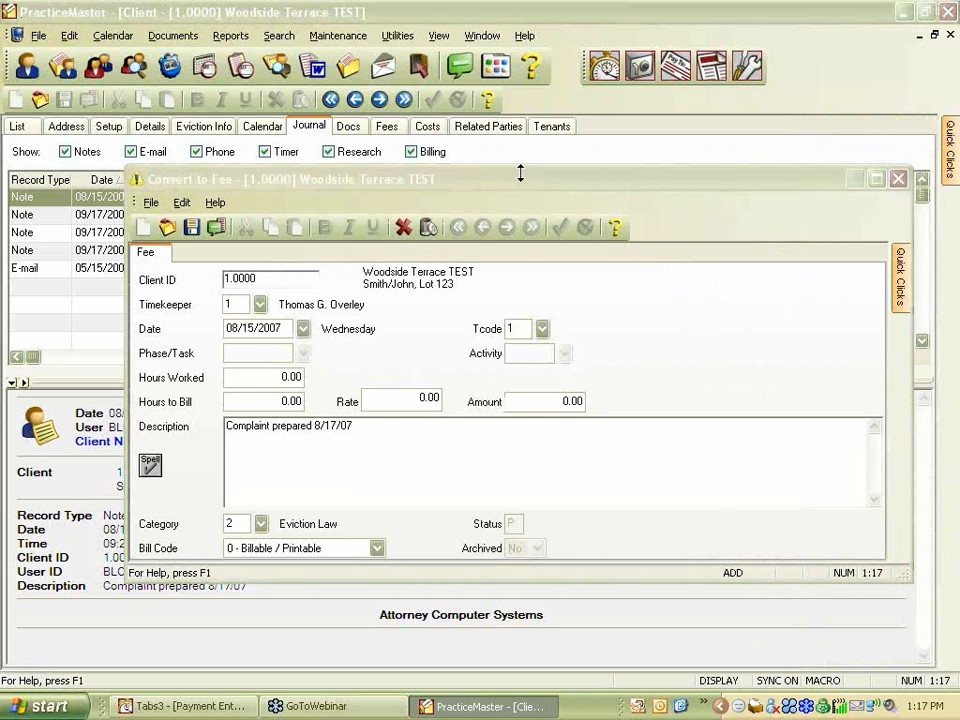 PracticeMaster - [Client - [1.0000] Woodside Terrace TEST]
File Edit Calendar Documents Reports Search Maintenance Utilities View Window Help
List Address Setup Details Eviction Info Calendar Journal Docs Fees Costs Related Parties Tenants
Quick Clicks
Show: Notes E-mail Phone Timer Research Billing
Record Type Date
Convert to Fee - [1.0000] Woodside Terrace TEST
Note 08/15/200
Note 09/17/200
Note 09/17/200
Note 09/17/200
E-mail 05/15/200
File Edit Help
Fee
Quick Clicks
Client ID 1.0000 Woodside Terrace TEST
Smith/John, Lot 123
Timekeeper 1 Thomas G. Overley
Date 08/15/2007 Wednesday Tcode 1
Phase/Task Activity
Hours Worked 0.00
Hours to Bill 0.00 Rate 0.00 Amount 0.00
Description Complaint prepared 8/17/07
Spell
Category 2 Eviction Law Status P
Bill Code 0 - Billable / Printable Archived No
For Help, press F1 ADD NUM 1:17
Date 08/
User BLO
Client N
Client 1.
S
Record Type Note
Date 08/1
Time 09:2
Client ID 1.00
User ID BLO
Description Complaint prepared 8/17/07
Attorney Computer Systems
For Help, press F1 DISPLAY SYNC ON MACRO NUM 1:17
start Tabs3 - [Payment Ent... GoToWebinar PracticeMaster - [Clie... 1:17 PM